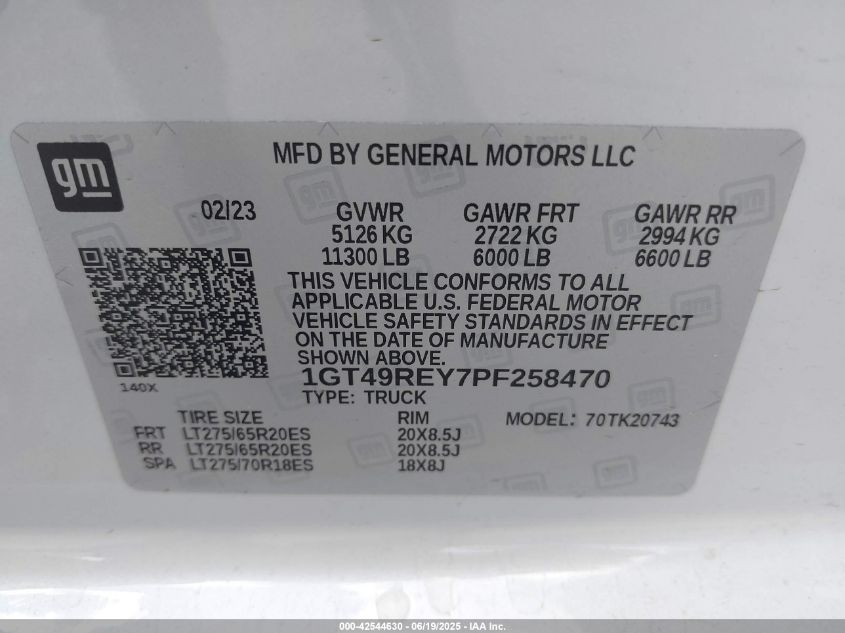 gm
MFD BY GENERAL MOTORS LLC
02/23 GVWR GAWR FRT GAWR RR
5126 KG 2722 KG 2994 KG
11300 LB 6000 LB 6600 LB
THIS VEHICLE CONFORMS TO ALL
APPLICABLE U.S. FEDERAL MOTOR
VEHICLE SAFETY STANDARDS IN EFFECT
ON THE DATE OF MANUFACTURE
SHOWN ABOVE.
140X
1GT49REY7PF258470
TYPE: TRUCK
TIRE SIZE RIM MODEL: 70TK20743
FRT LT275/65R20ES 20X8.5J
RR LT275/65R20ES 20X8.5J
SPA LT275/70R18ES 18X8J
000-42544630 - 06/19/2025 - IAA Inc.